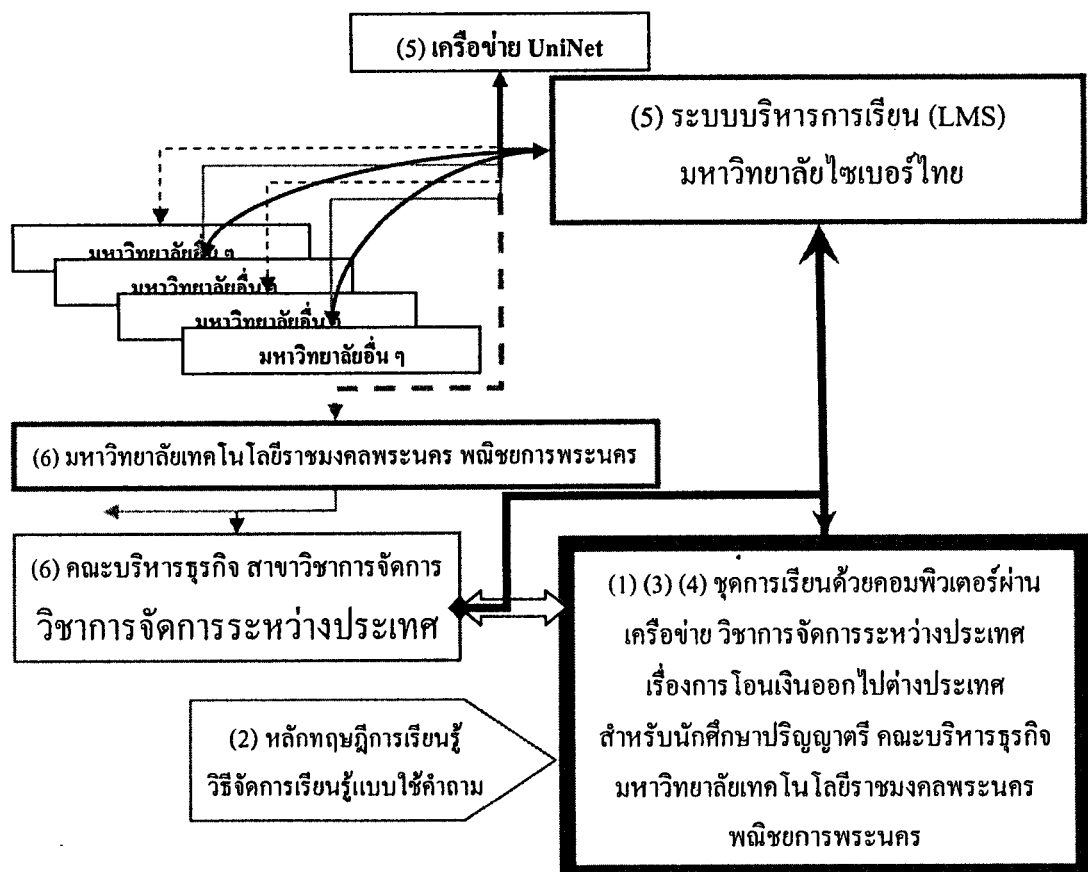 (5) เครือข่าย UniNet
(5) ระบบบริหารการเรียน (LMS)
มหาวิทยาลัยไซเบอร์ไทย
มหาวิทยาลัยอื่น ๆ
มหาวิทยาลัยอื่น ๆ
มหาวิทยาลัยอื่น ๆ
มหาวิทยาลัยอื่น ๆ
(6) มหาวิทยาลัยเทคโนโลยีราชมงคลพระนคร พณิชยการพระนคร
(6) คณะบริหารธุรกิจ สาขาวิชาการจัดการ
วิชาการจัดการระหว่างประเทศ
(1) (3) (4) ชุดการเรียนด้วยคอมพิวเตอร์ผ่าน
เครือข่าย วิชาการจัดการระหว่างประเทศ
เรื่องการโอนเงินออกไปต่างประเทศ
สำหรับนักศึกษาปริญญาตรี คณะบริหารธุรกิจ
มหาวิทยาลัยเทคโนโลยีราชมงคลพระนคร
พณิชยการพระนคร
(2) หลักทฤษฎีการเรียนรู้
วิธีจัดการเรียนรู้แบบใช้คำถาม